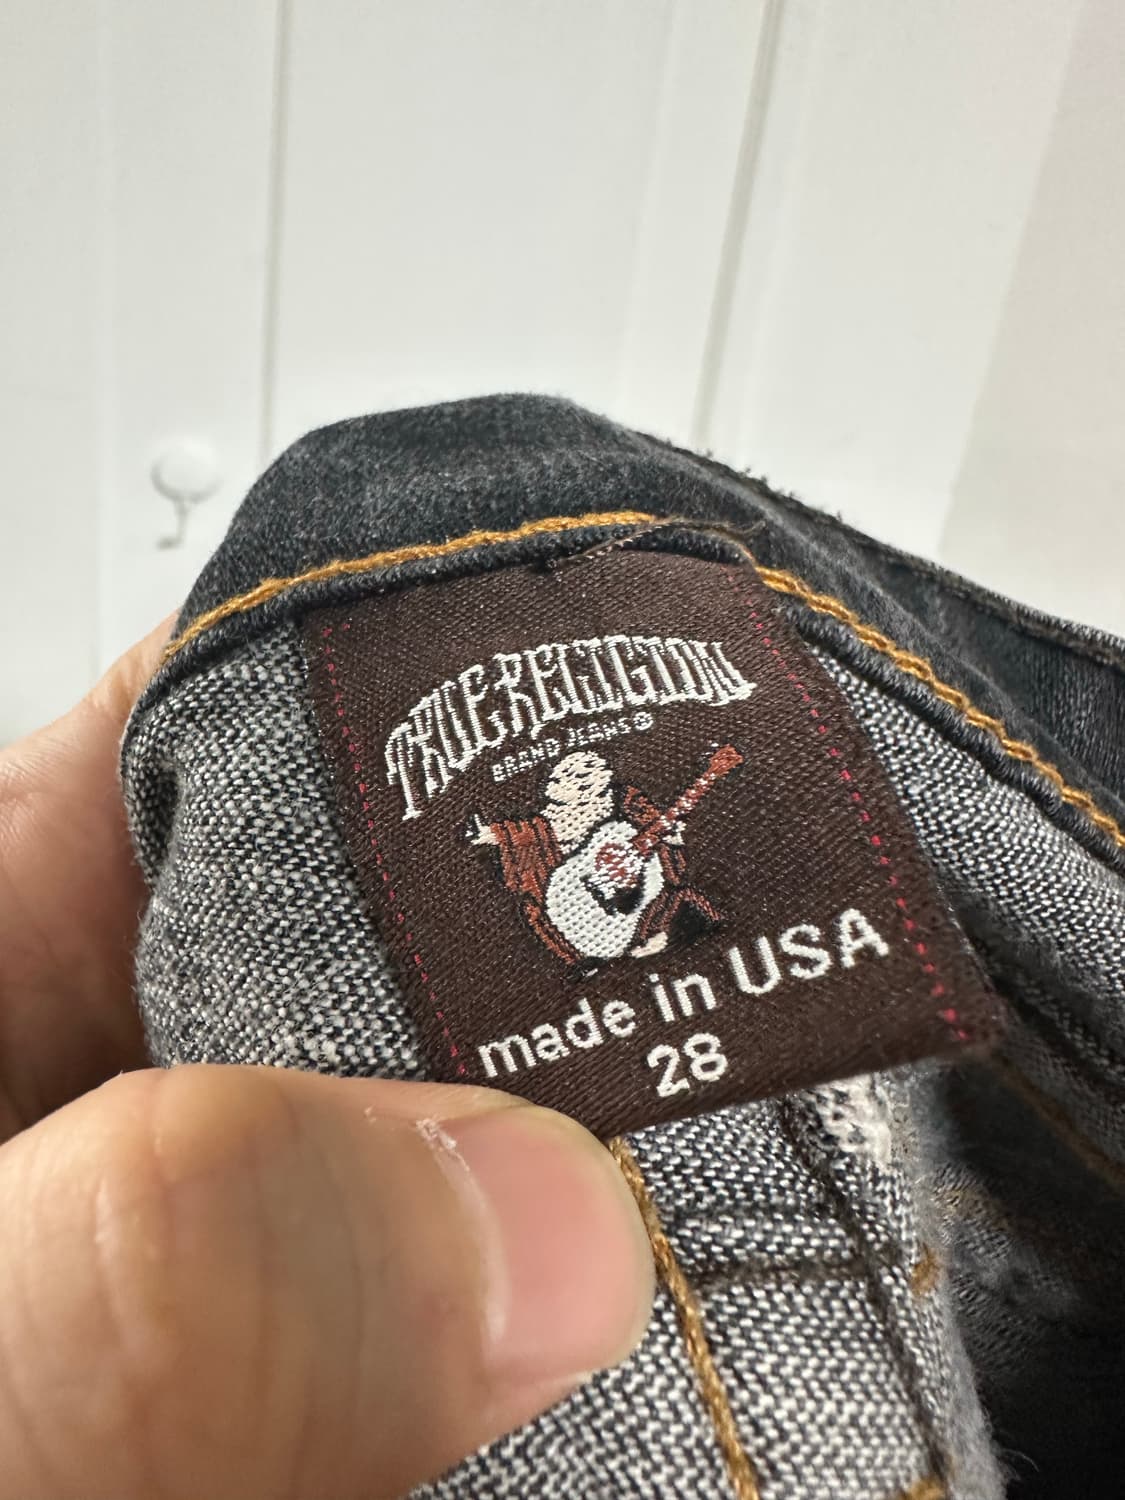 TRUE RELIGION
BRAND JEANS®
made in USA
28